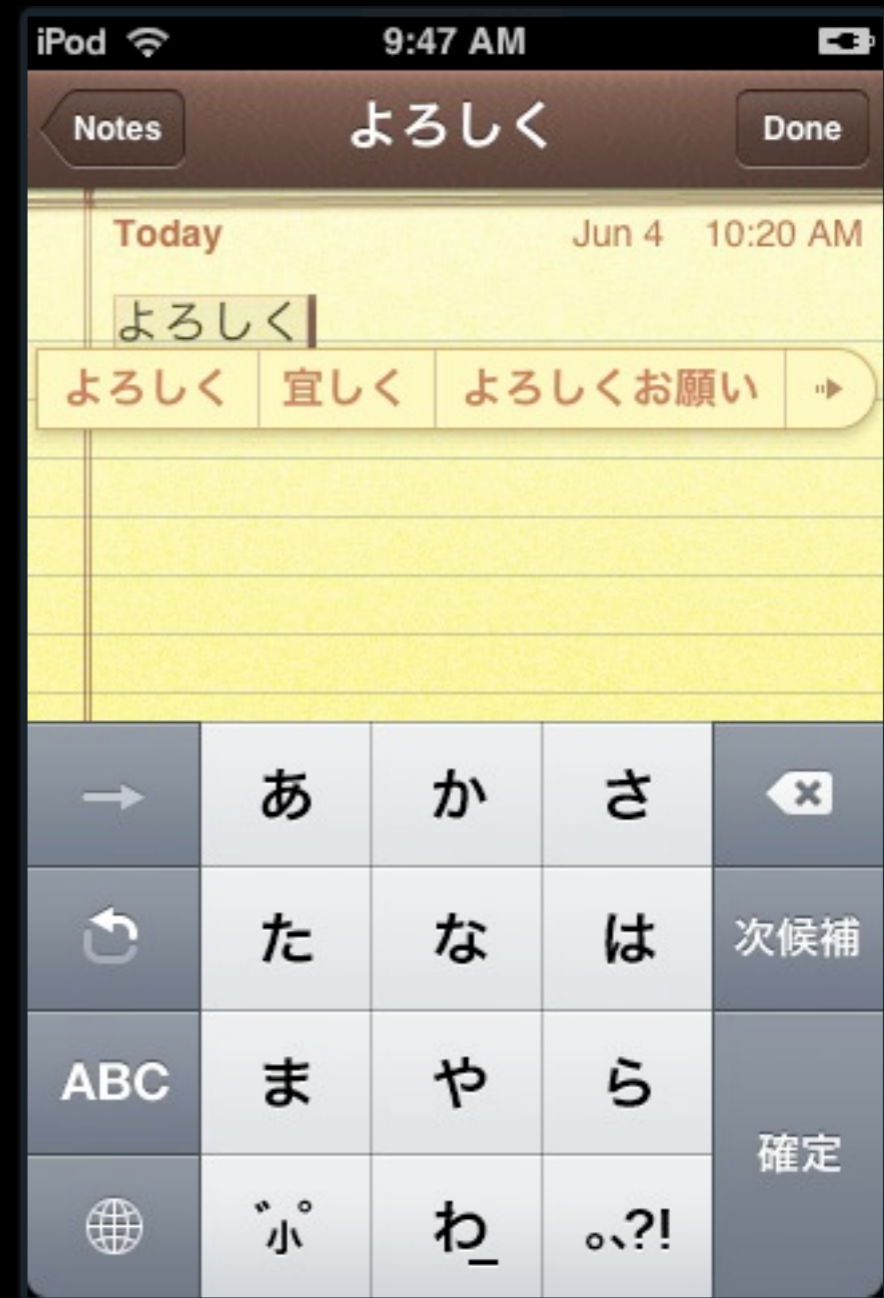 iPod 9:47 AM
Notes よろしく Done
Today Jun 4 10:20 AM
よろしく
よろしく 宜しく よろしくお願い
あ か さ
た な は 次候補
ABC ま や ら
確定
゛゜小 わ_ 。、?!